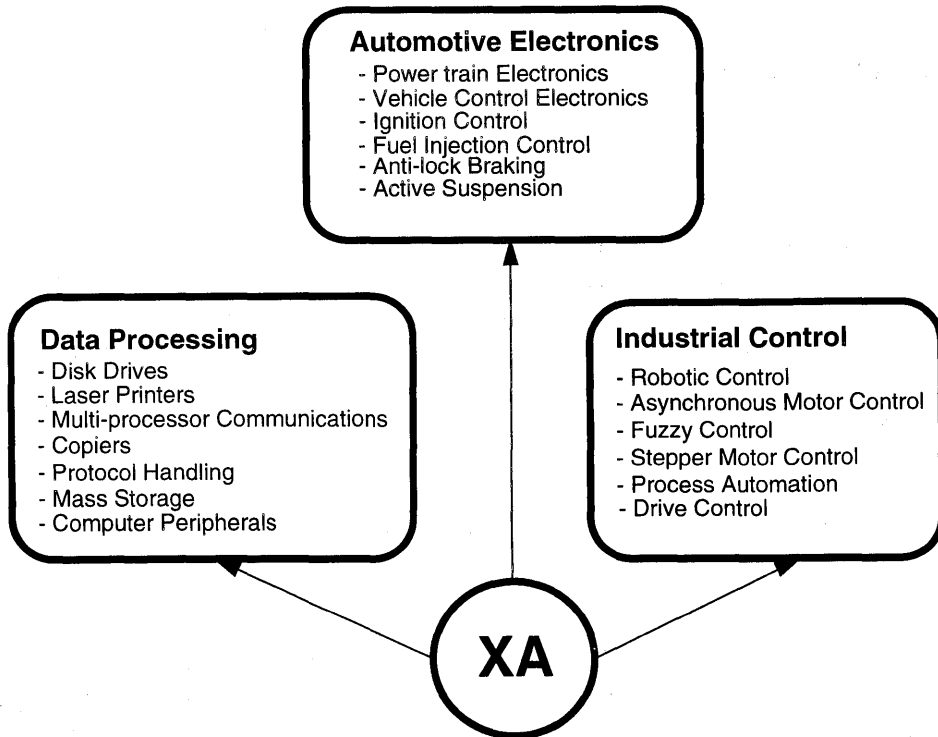 Automotive Electronics
- Power train Electronics
- Vehicle Control Electronics
- Ignition Control
- Fuel Injection Control
- Anti-lock Braking
- Active Suspension
Data Processing
- Disk Drives
- Laser Printers
- Multi-processor Communications
- Copiers
- Protocol Handling
- Mass Storage
- Computer Peripherals
Industrial Control
- Robotic Control
- Asynchronous Motor Control
- Fuzzy Control
- Stepper Motor Control
- Process Automation
- Drive Control
XA